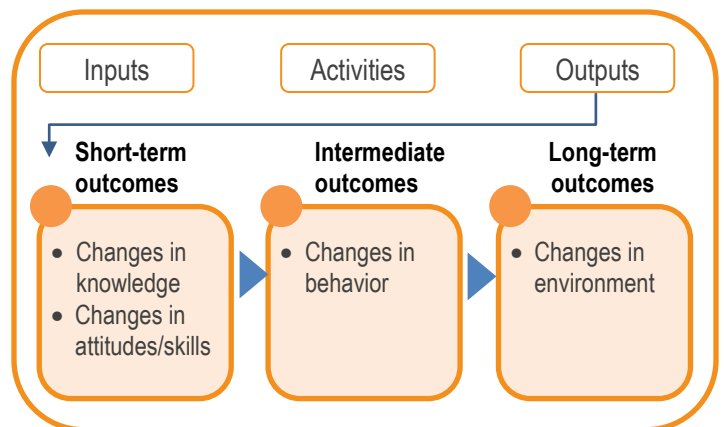 Inputs
Activities
Outputs
Short-term
outcomes
Intermediate
outcomes
Long-term
outcomes
• Changes in
knowledge
• Changes in
attitudes/skills
• Changes in
behavior
• Changes in
environment